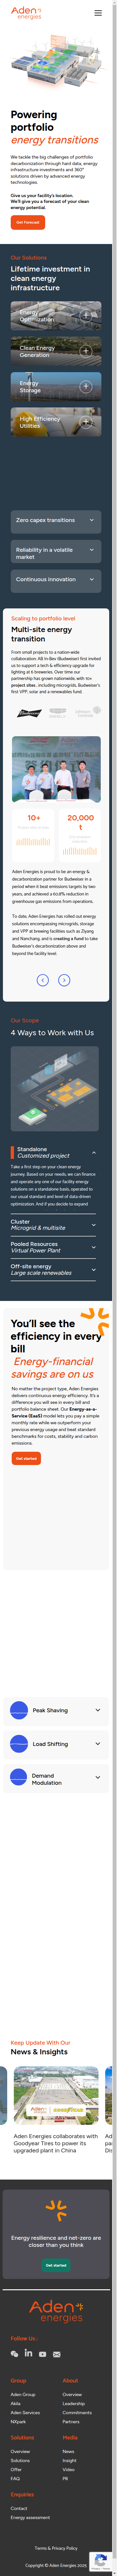 Aden
energies
Powering
portfolio
energy transitions
We tackle the big challenges of portfolio
decarbonation through hard data, energy
infrastructure investments and 360°
solutions driven by advanced energy
technologies.
Give us your facility's location.
We'll give you a forecast of your clean
energy potential.
Get Forecast
Our Solutions
Lifetime investment in
clean energy
infrastructure
Energy
Optimization
Clean Energy
Generation
Energy
Storage
High Efficiency
Utilities
Zero capex transitions
Reliability in a volatile
market
Continuous innovation
Scaling to portfolio level
Multi-site energy
transition
From small projects to a nation-wide
collaboration: AB In-Bev (Budweiser) first entrusted
us to support a tech & efficiency upgrade for
lighting at 6 breweries. One year later our
partnership has grown nationwide, with
project sites, including microgrids, Budweiser's
first VPP, solar and a renewables fund.
10+
20,000
t
Aden Energies is proud to be an energy &
decarbonization partner for Budweiser in a
alliance where it best envisions targets by ten
years ahead, and achieved a 40% reduction in
greenhouse gas emissions from operations.
To date, Aden Energies has rolled out energy
solutions encompassing microgrids, storage
and VPP at brewing facilities such as Ziyang
and Nanchang, and is creating a fund to take
Budweiser's decarbonization above and
beyond the facility level.
Our Scope
4 Ways to Work with Us
Standalone
Customized project
Take a first step on your clean energy
journey. Based on your needs, we can finance
and operate one of our facility energy
solutions on a standalone basis, operated on
your usual standard and level of data-driven
optimization. And if you decide to expand
Cluster
Microgrid & multisite
Pooled Resources
Virtual Power Plant
Off-site energy
Large scale renewables
You'll see the
efficiency in every
bill
Energy-financial
savings are on us
No matter the project type, Aden Energies
delivers continuous energy efficiency. It's a
difference you will see in every bill and
portfolio balance sheet. Our Energy-as-a-
Service (EaaS) model lets you pay a simple
monthly rate while we outperform your
previous energy usage and cost standards
benchmarks for stability, carbon and carbon
emissions.
Get started
Peak Shaving
Load Shifting
Demand
Modulation
Keep Update With Our
News & Insights
Aden Energies collaborates with
Goodyear Tires to power its
upgraded plant in China
Energy resilience and net-zero are
closer than you think
Get started
Aden
energies
Follow Us :
Group
Aden Group
Akila
Aden Services
NXpark
About
Overview
Leadership
Commitments
Partners
Solutions
Overview
Solutions
Offer
FAQ
Media
News
Insight
Video
PR
Enquiries
Contact
Energy assessment
Terms & Privacy Policy
Copyright © Aden Energies 2025